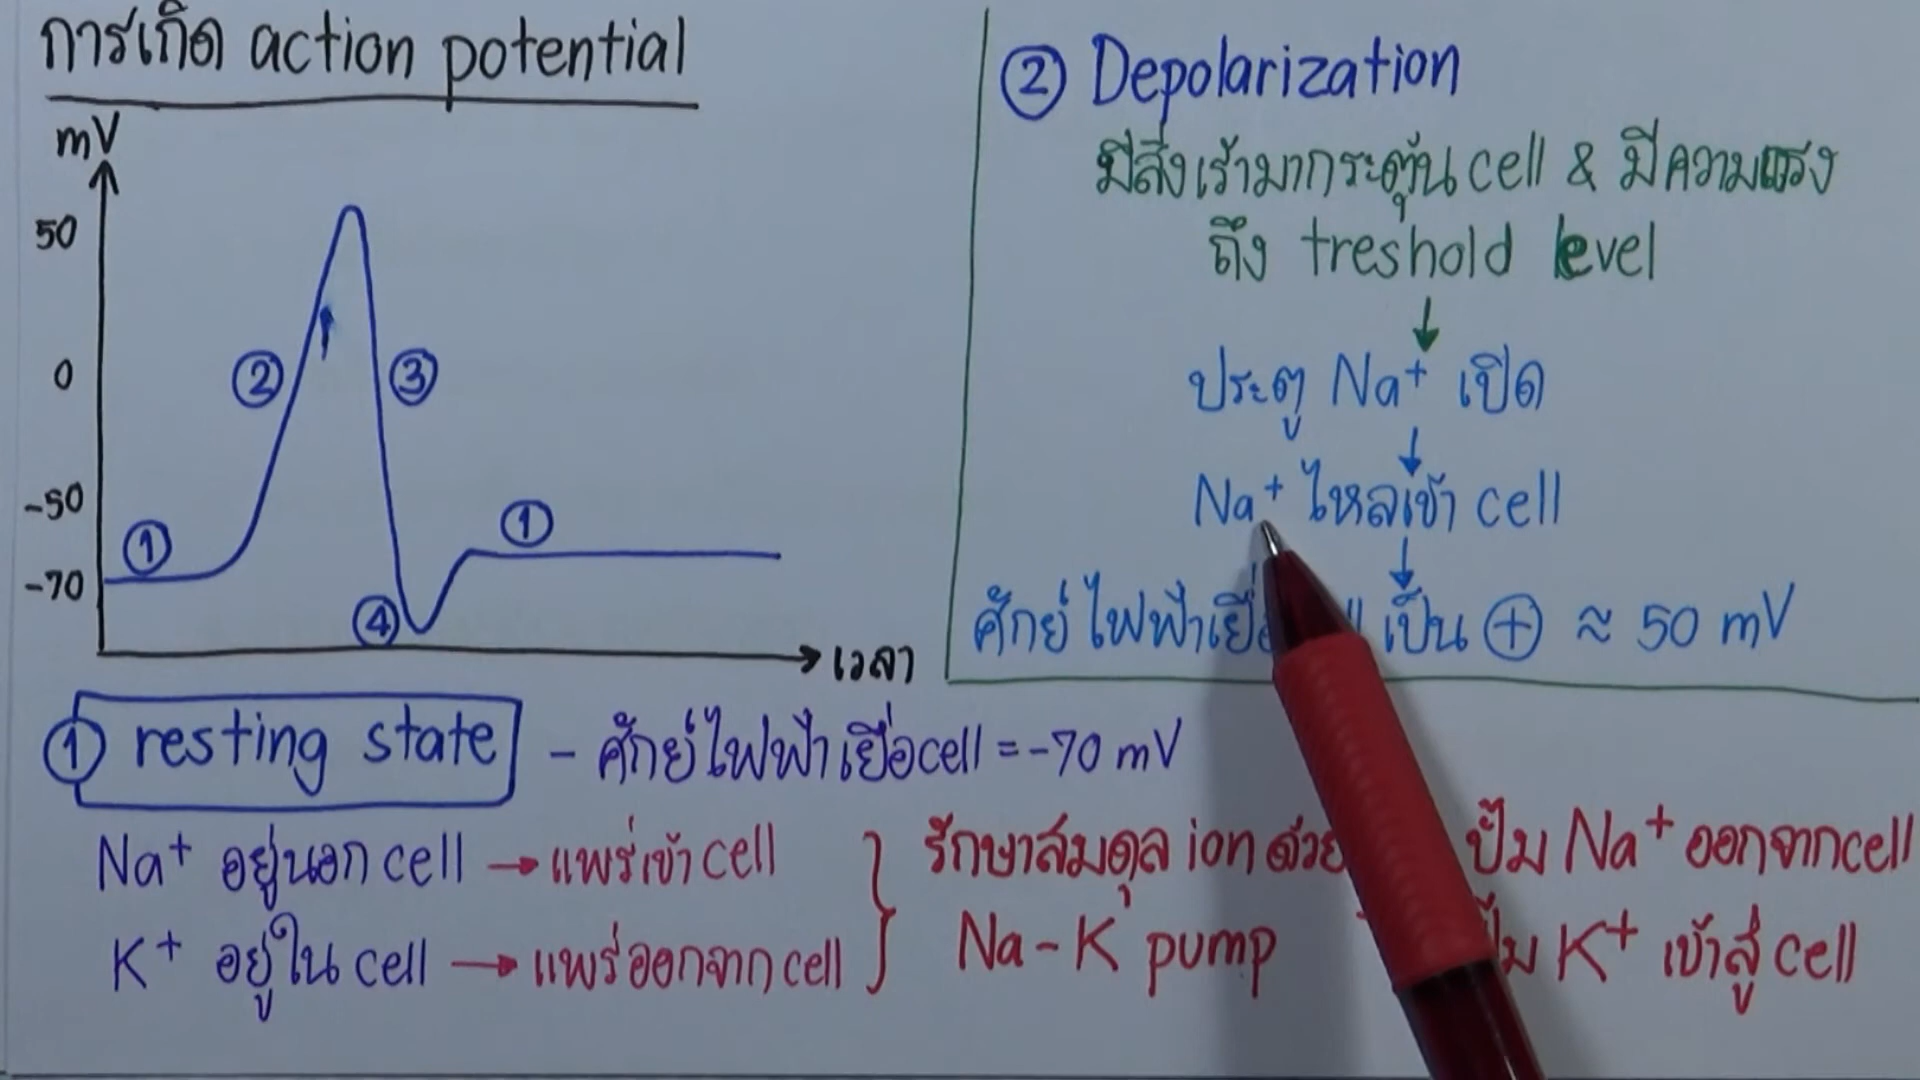 การเกิด action potential
mV
50
0
-50
-70
①
②
③
④
①
เวลา
② Depolarization
มีสิ่งเร้ามากระตุ้น cell & มีความแรง
ถึง treshold level
↓
ประตู Na⁺ เปิด
↓
Na⁺ ไหลเข้า cell
↓
ศักย์ไฟฟ้าเยื่อ เป็น ⊕ ≈ 50 mV
① resting state - ศักย์ไฟฟ้าเยื่อcell = -70 mV
Na⁺ อยู่นอก cell → แพร่เข้า cell } รักษาสมดุล ion ด้วย ปั๊ม Na⁺ ออกจากcell
K⁺ อยู่ใน cell → แพร่ออกจาก cell Na-K pump ปั๊ม K⁺ เข้าสู่ cell